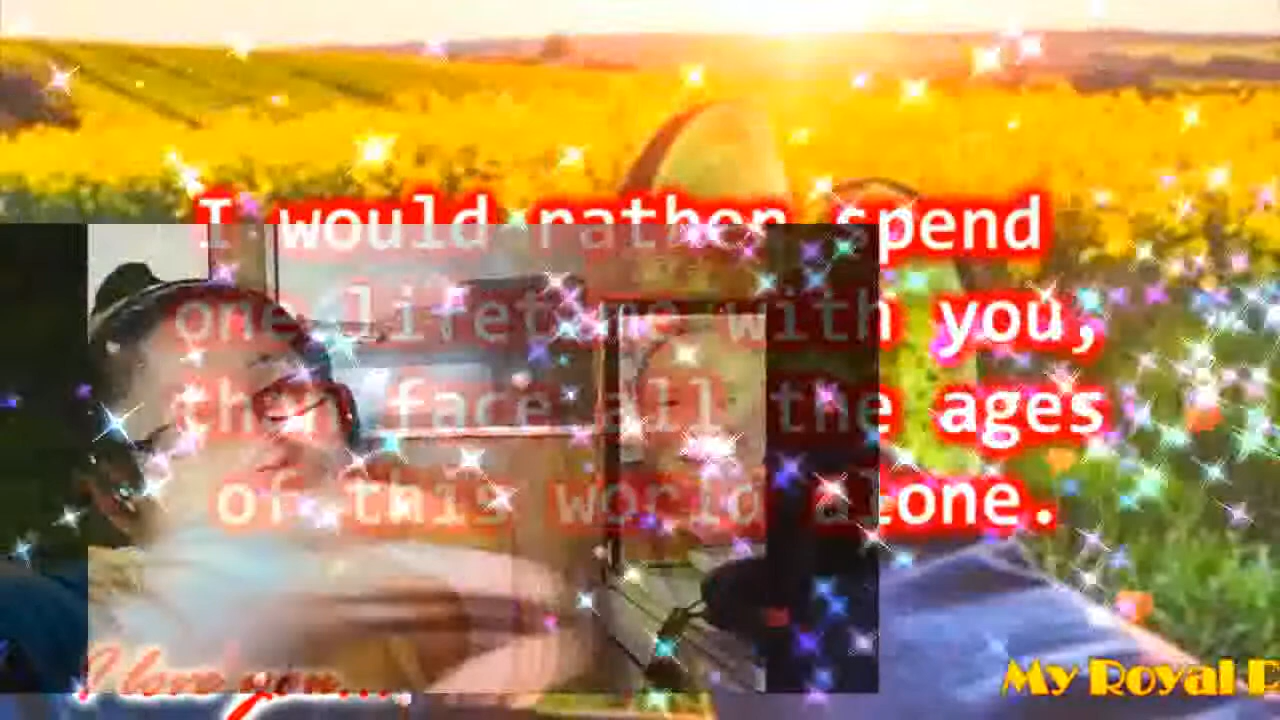 I would rather spend
one lifetime with you,
than face all the ages
of this world alone.
I love you...
My Royal